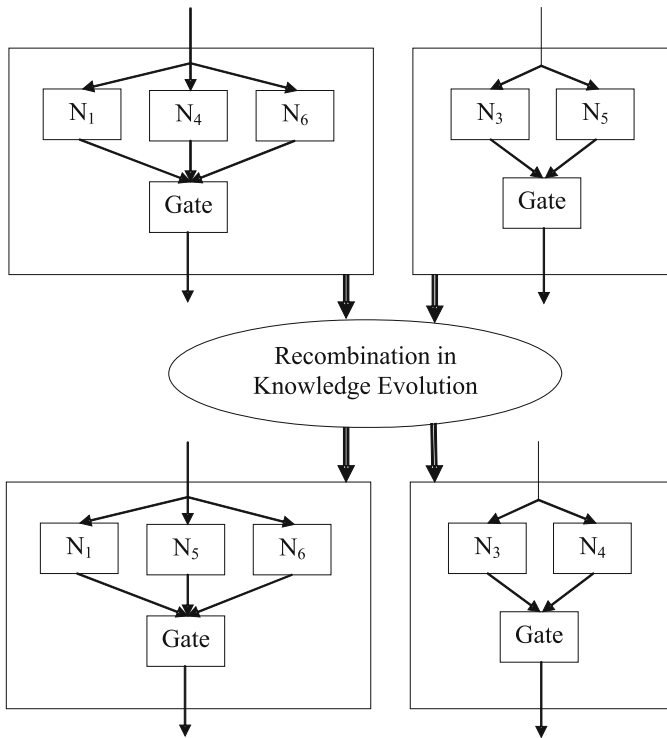 N₁ N₄ N₆
Gate
N₃ N₅
Gate
Recombination in
Knowledge Evolution
N₁ N₅ N₆
Gate
N₃ N₄
Gate